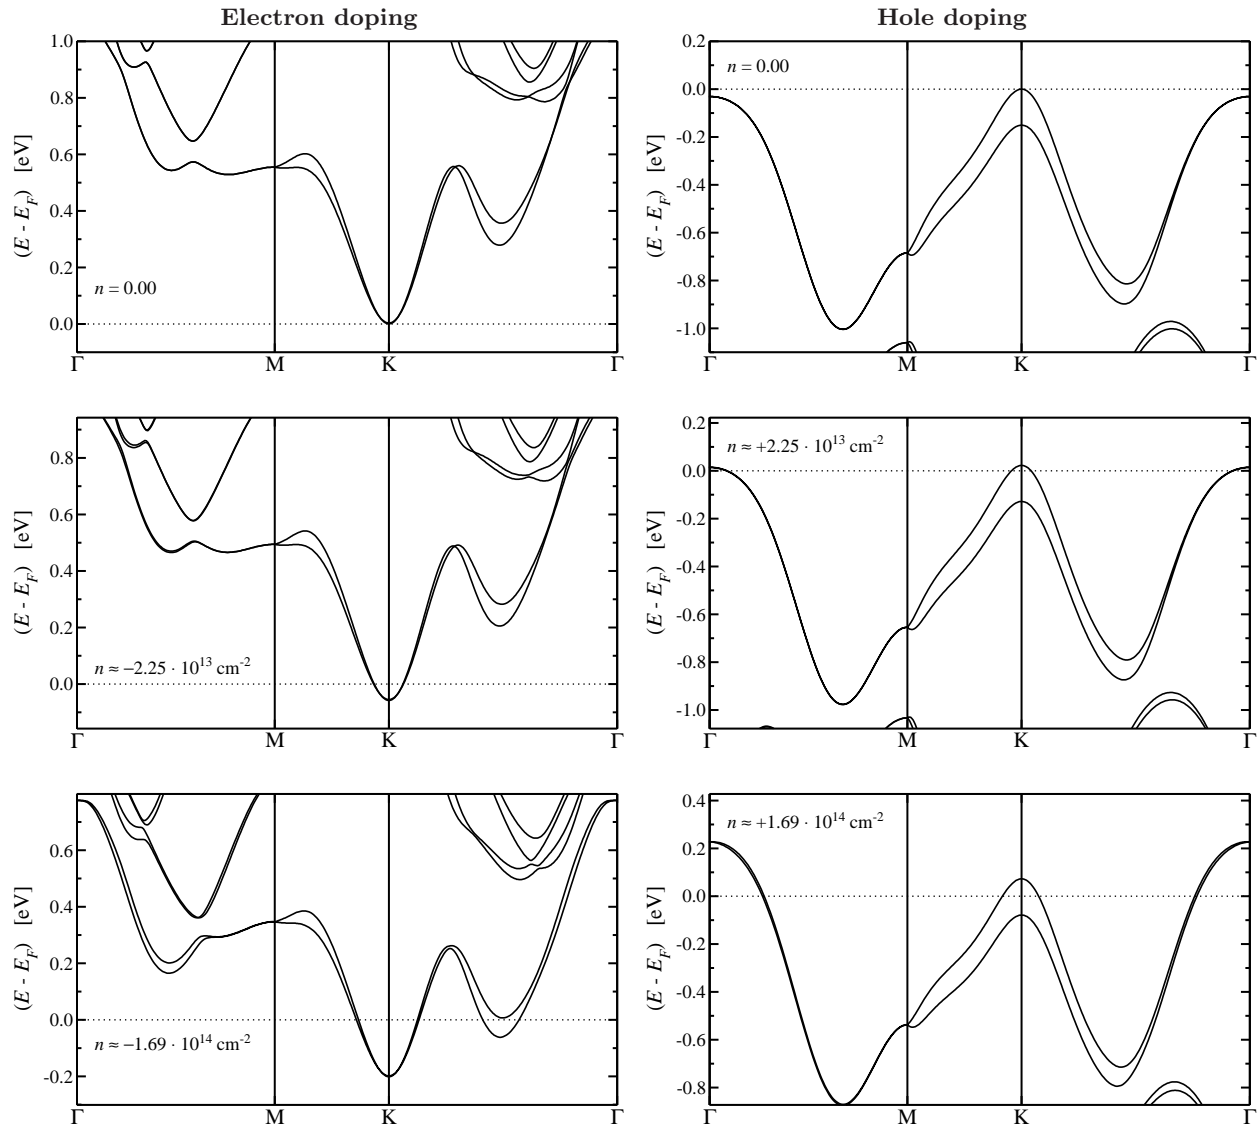 Electron doping
Hole doping
1.0
0.8
0.6
0.4
0.2
0.0
(E - E_F) [eV]
n = 0.00
Γ M K Γ
0.2
0.0
-0.2
-0.4
-0.6
-0.8
-1.0
(E - E_F) [eV]
n = 0.00
Γ M K Γ
0.8
0.6
0.4
0.2
0.0
(E - E_F) [eV]
n ≈ −2.25 · 10^13 cm^-2
Γ M K Γ
0.2
0.0
-0.2
-0.4
-0.6
-0.8
-1.0
(E - E_F) [eV]
n ≈ +2.25 · 10^13 cm^-2
Γ M K Γ
0.6
0.4
0.2
0.0
-0.2
(E - E_F) [eV]
n ≈ −1.69 · 10^14 cm^-2
Γ M K Γ
0.4
0.2
0.0
-0.2
-0.4
-0.6
-0.8
(E - E_F) [eV]
n ≈ +1.69 · 10^14 cm^-2
Γ M K Γ